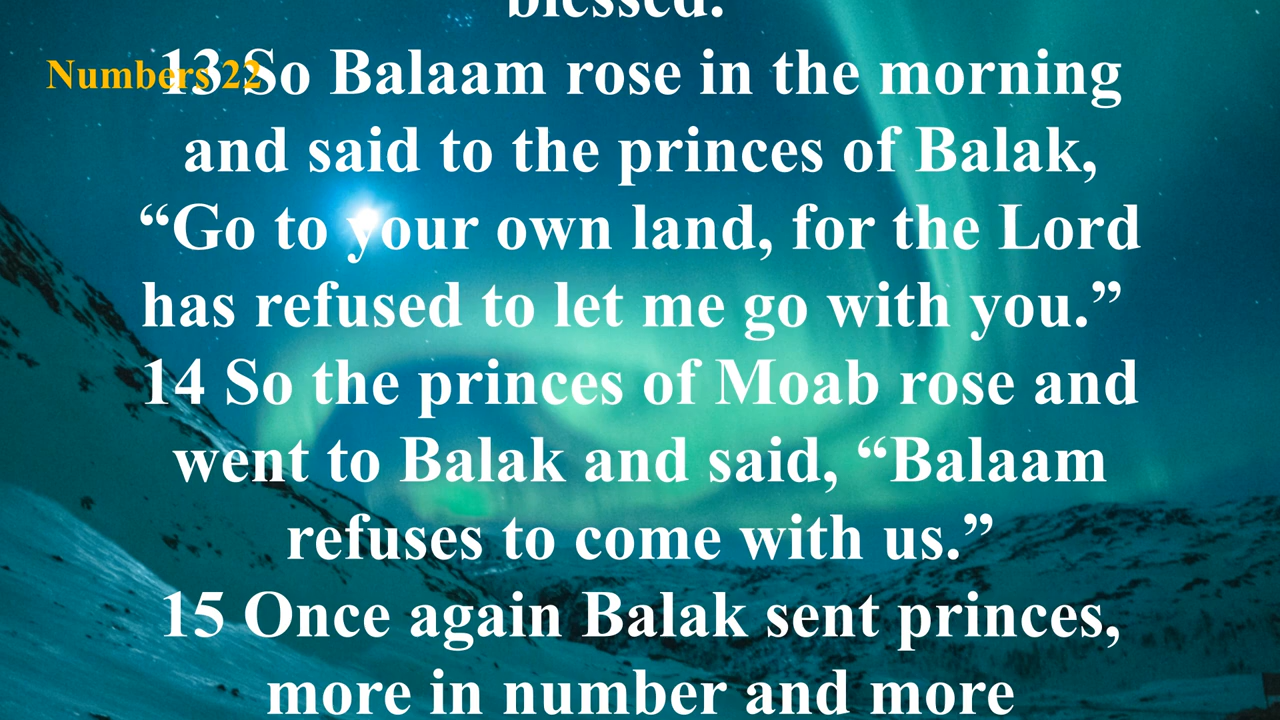 blessed.
Numbers 22
13 So Balaam rose in the morning
and said to the princes of Balak,
“Go to your own land, for the Lord
has refused to let me go with you.”
14 So the princes of Moab rose and
went to Balak and said, “Balaam
refuses to come with us.”
15 Once again Balak sent princes,
more in number and more